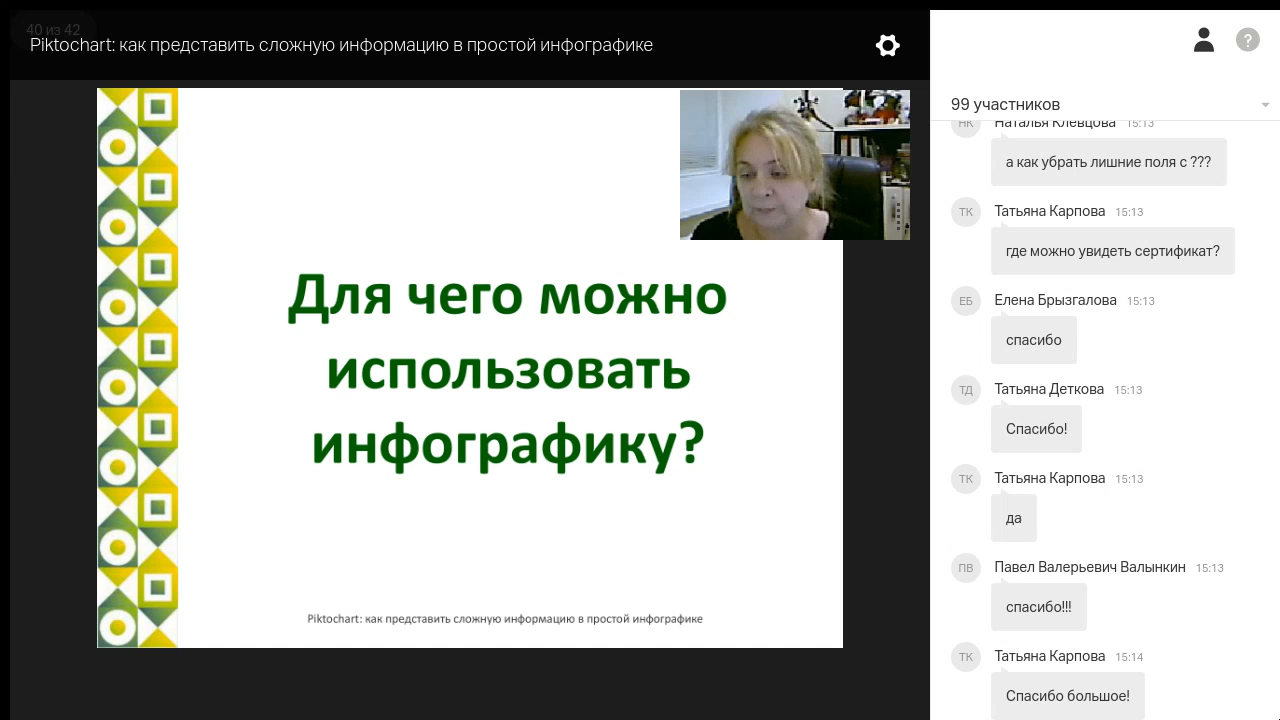 40 из 42
Piktochart: как представить сложную информацию в простой инфографике
Для чего можно
использовать
инфографику?
Piktochart: как представить сложную информацию в простой инфографике
?
99 участников
НК Наталья Клевцова 15:13
а как убрать лишние поля с ???
ТК Татьяна Карпова 15:13
где можно увидеть сертификат?
ЕБ Елена Брызгалова 15:13
спасибо
ТД Татьяна Деткова 15:13
Спасибо!
ТК Татьяна Карпова 15:13
да
ПВ Павел Валерьевич Валынкин 15:13
спасибо!!!
ТК Татьяна Карпова 15:14
Спасибо большое!